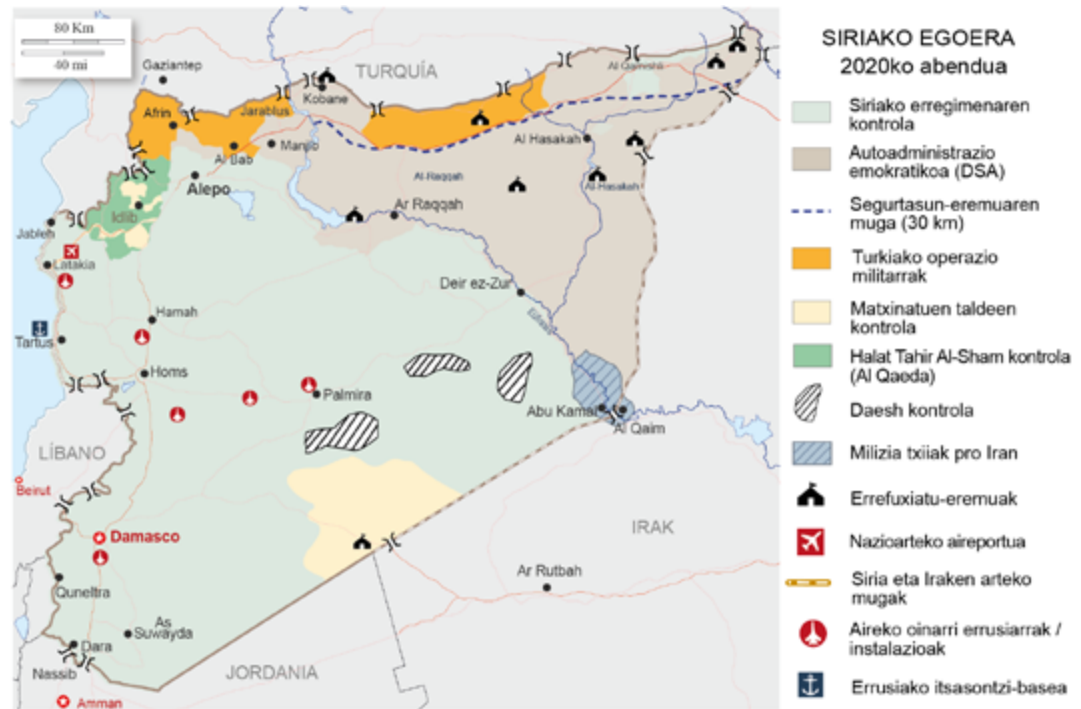 80 Km
40 mi
Gaziantep
TURQUÍA
Al Qamishli
Kobane
Afrin
Jarablus
Al Bab
Manjib
Al Hasakah
Alepo
Al-Raqqah
Al-Hasakah
Idlib
Ar Raqqah
Jableh
Latakia
Deir ez-Zur
Hamah
Tartus
Homs
Palmira
Abu Kamal
Al Qaim
LÍBANO
Beirut
IRAK
Damasco
Ar Rutbah
Quneltra
As
Suwayda
Dara
Nassib
JORDANIA
Amman
SIRIAKO EGOERA
2020ko abendua
Siriako erregimenaren
kontrola
Autoadministrazio
emokratikoa (DSA)
Segurtasun-eremuaren
muga (30 km)
Turkiako operazio
militarrak
Matxinatuen taldeen
kontrola
Halat Tahir Al-Sham kontrola
(Al Qaeda)
Daesh kontrola
Milizia txiiak pro Iran
Errefuxiatu-eremuak
Nazioarteko aireportua
Siria eta Iraken arteko
mugak
Aireko oinarri errusiarrak /
instalazioak
Errusiako itsasontzi-basea